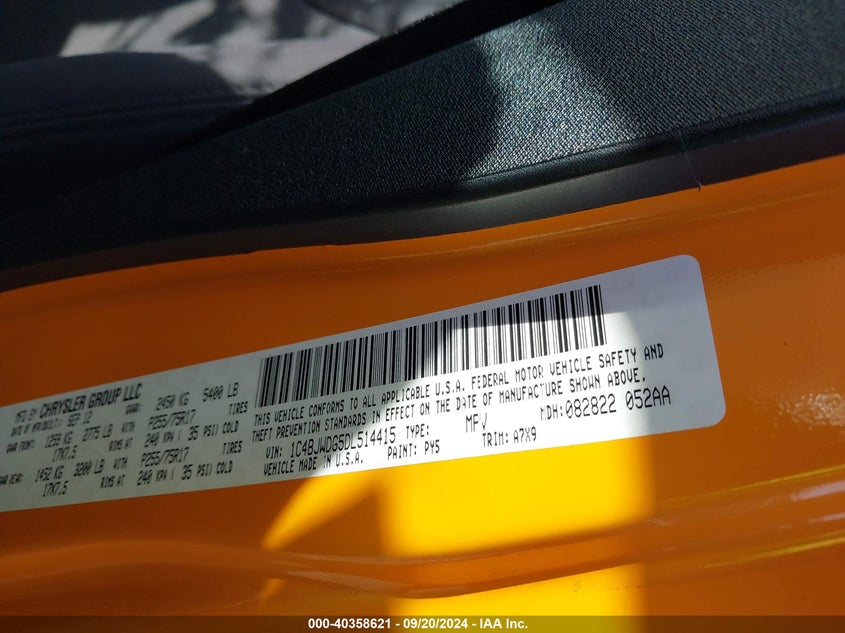 MFD BY CHRYSLER GROUP LLC
DATE OF MFR/BUILT: SEP 12 GVWR: 2450 KG 5400 LB
GAWR FRONT: 1259 KG 2775 LB WITH P255/75R17 TIRES
17X7.5 RIMS AT 240 KPA ( 35 PSI) COLD
GAWR REAR: 1452 KG 3200 LB WITH P255/75R17 TIRES
17X7.5 RIMS AT 240 KPA ( 35 PSI) COLD
THIS VEHICLE CONFORMS TO ALL APPLICABLE U.S.A. FEDERAL MOTOR VEHICLE SAFETY AND
THEFT PREVENTION STANDARDS IN EFFECT ON THE DATE OF MANUFACTURE SHOWN ABOVE.
VIN: 1C4BJWDG5DL514415 TYPE: MPV MDH: 082822 052AA
VEHICLE MADE IN U.S.A. PAINT: PY5 TRIM: A7X9
000-40358621 / 09/20/2024 - IAA Inc.